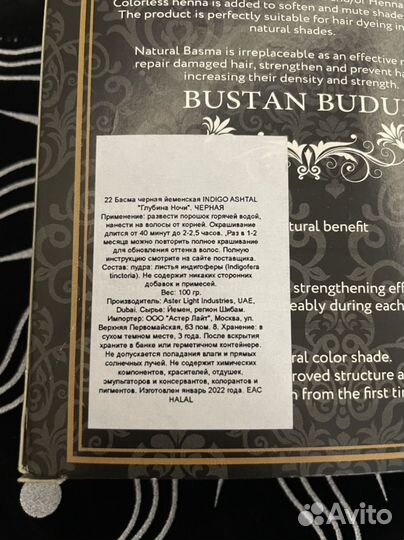 Colorless henna is added to soften and mute shade
The product is perfectly suitable for hair dyeing in
natural shades.
Natural Basma is irreplaceable as an effective
repair damaged hair, strengthen and prevent
increasing their density and strength.
BUSTAN BUDU
22 Басма черная йеменская INDIGO ASHTAL
"Глубина Ночи". ЧЕРНАЯ
Применение: развести порошок горячей водой,
нанести на волосы от корней. Окрашивание
длится от 40 минут до 2-2,5 часов. ,Раз в 1-2
месяца можно повторить полное крашивание
для обновления оттенка волос. Полную
инструкцию смотрите на сайте поставщика.
Состав: пудра: листья индигоферы (Indigofera
tinctoria). Не содержит никаких сторонних
добавок и примесей.
Вес: 100 гр.
Производитель: Aster Light Industries, UAE,
Dubai. Сырье: Йемен, регион Шибам.
Импортер: ООО "Астер Лайт", Москва, ул.
Верхняя Первомайская, 63 пом. 8. Хранение: в
сухом темном месте, 3 года. После вскрытия
храните в банке или герметичном контейнере.
Не допускается попадания влаги и прямых
солнечных лучей. Не содержит химических
компонентов, красителей, отдушек,
эмульгаторов и консервантов, колорантов и
пигментов. Изготовлен январь 2022 года. EAC
HALAL
tural benefit
strengthening eff
eably during each
ral color shade.
roved structure a
n from the first tim
Avito